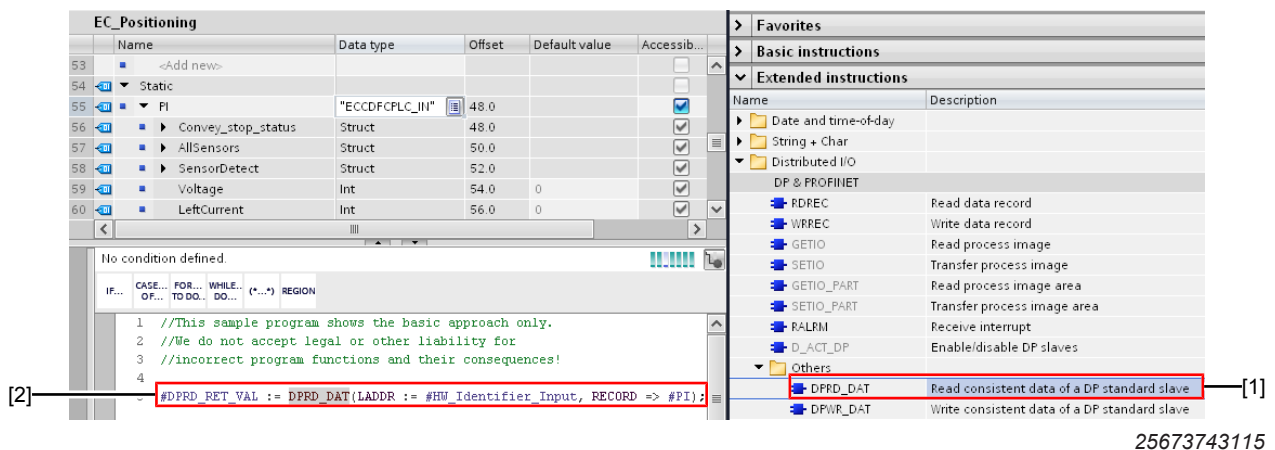 EC_Positioning
Name Data type Offset Default value Accessib...
53 <Add new>
54 Static
55 PI "ECCDFCPLC_IN" 48.0
56 Convey_stop_status Struct 48.0
57 AllSensors Struct 50.0
58 SensorDetect Struct 52.0
59 Voltage Int 54.0 0
60 LeftCurrent Int 56.0 0
No condition defined.
IF... CASE... OF... FOR... TO DO.. WHILE.. DO... (*...*) REGION
1 //This sample program shows the basic approach only.
2 //We do not accept legal or other liability for
3 //incorrect program functions and their consequences!
4
[2] #DPRD_RET_VAL := DPRD_DAT(LADDR := #HW_Identifier_Input, RECORD => #PI);
Favorites
Basic instructions
Extended instructions
Name Description
Date and time-of-day
String + Char
Distributed I/O
DP & PROFINET
RDREC Read data record
WRREC Write data record
GETIO Read process image
SETIO Transfer process image
GETIO_PART Read process image area
SETIO_PART Transfer process image area
RALRM Receive interrupt
D_ACT_DP Enable/disable DP slaves
Others
DPRD_DAT Read consistent data of a DP standard slave [1]
DPWR_DAT Write consistent data of a DP standard slave
25673743115